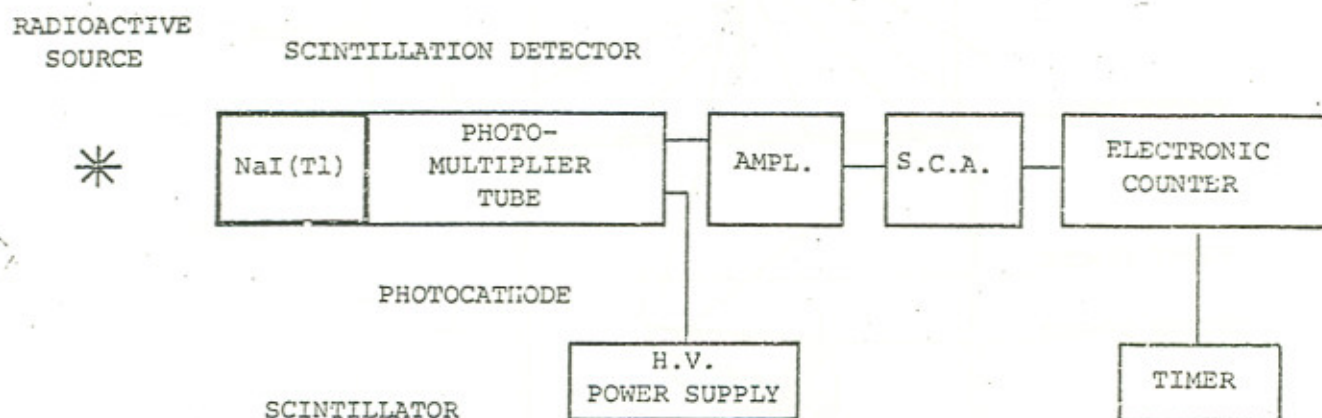 RADIOACTIVE
SOURCE
SCINTILLATION DETECTOR
NaI(Tl)
PHOTO-
MULTIPLIER
TUBE
AMPL.
S.C.A.
ELECTRONIC
COUNTER
PHOTOCATHODE
H.V.
POWER SUPPLY
TIMER
SCINTILLATOR